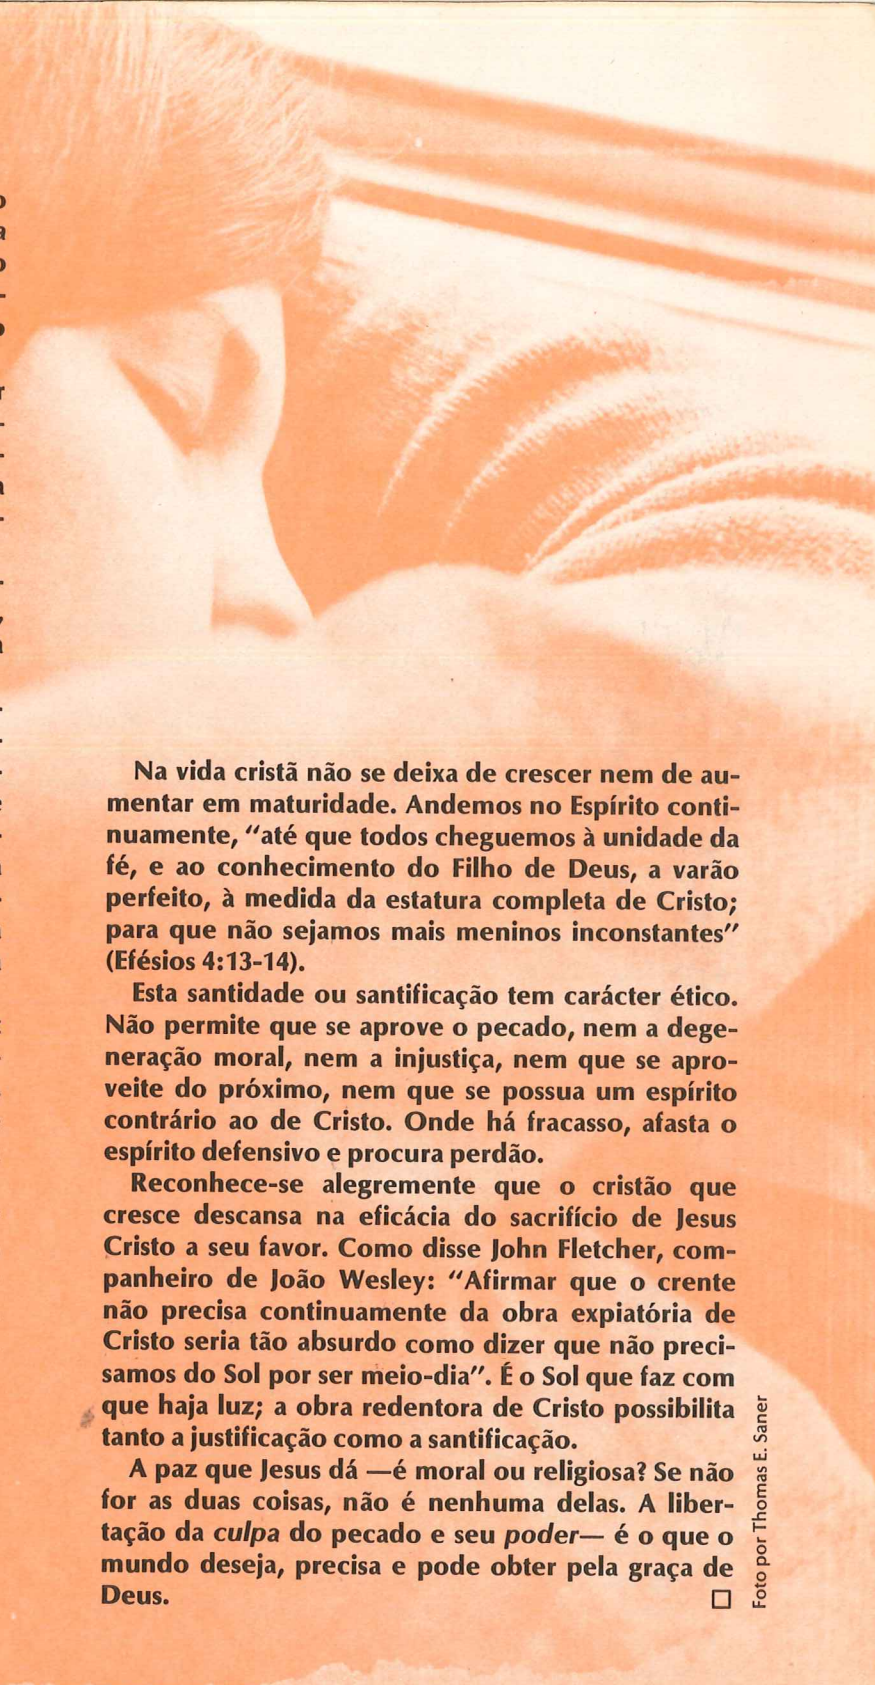 Na vida cristã não se deixa de crescer nem de au-
mentar em maturidade. Andemos no Espírito conti-
nuamente, “até que todos cheguemos à unidade da
fé, e ao conhecimento do Filho de Deus, a varão
perfeito, à medida da estatura completa de Cristo;
para que não sejamos mais meninos inconstantes”
(Efésios 4:13-14).
Esta santidade ou santificação tem carácter ético.
Não permite que se aprove o pecado, nem a dege-
neração moral, nem a injustiça, nem que se apro-
veite do próximo, nem que se possua um espírito
contrário ao de Cristo. Onde há fracasso, afasta o
espírito defensivo e procura perdão.
Reconhece-se alegremente que o cristão que
cresce descansa na eficácia do sacrifício de Jesus
Cristo a seu favor. Como disse John Fletcher, com-
panheiro de João Wesley: “Afirmar que o crente
não precisa continuamente da obra expiatória de
Cristo seria tão absurdo como dizer que não preci-
samos do Sol por ser meio-dia”. É o Sol que faz com
que haja luz; a obra redentora de Cristo possibilita
tanto a justificação como a santificação.
A paz que Jesus dá —é moral ou religiosa? Se não
for as duas coisas, não é nenhuma delas. A liber-
tação da culpa do pecado e seu poder— é o que o
mundo deseja, precisa e pode obter pela graça de
Deus. □
Foto por Thomas E. Saner